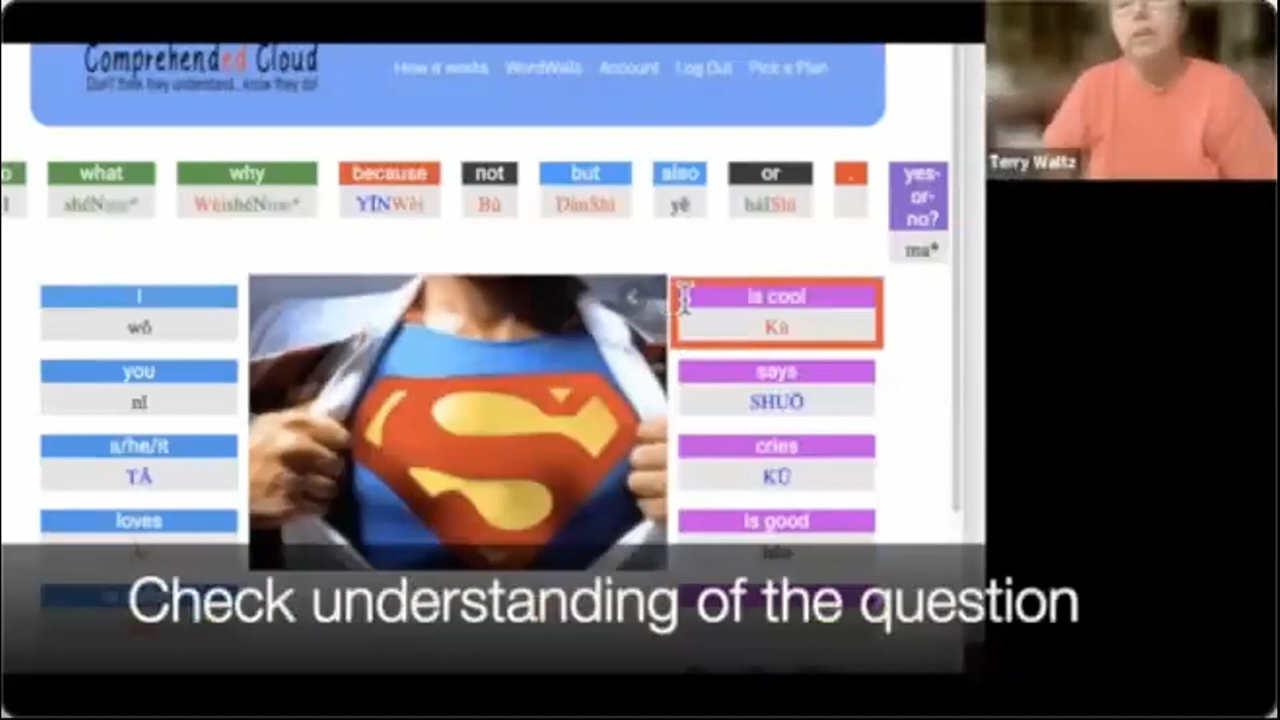 Comprehended Cloud
Don't think they understand...know they do!
How it works WordWalls Account Log Out Pick a Plan
Terry Waltz
what why because not but also or . yes-or-no?
shéN WèishéN YĪNWèi Bù DànShì yě háiShì ma*
I
wǒ
you
nǐ
s/he/it
TĀ
loves
is cool
Kù
says
SHUŌ
cries
KŪ
is good
Check understanding of the question